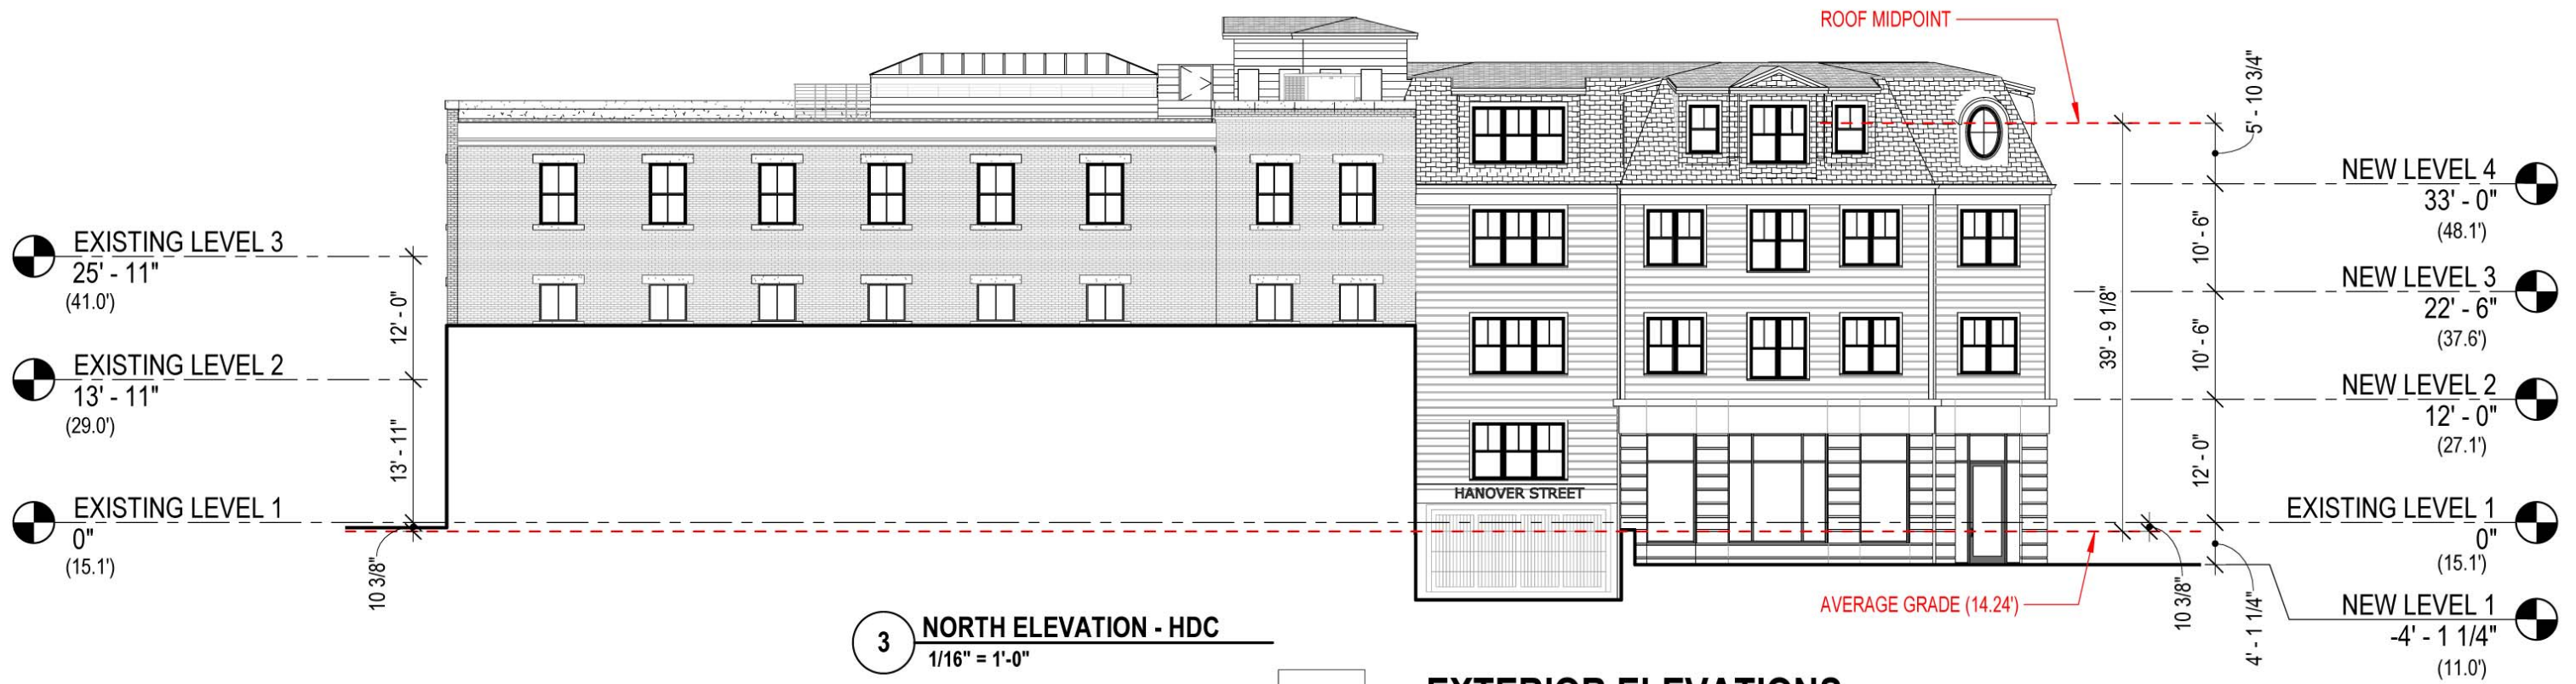 ROOF MIDPOINT
5' - 10 3/4"
EXISTING LEVEL 3
25' - 11"
(41.0')
12' - 0"
EXISTING LEVEL 2
13' - 11"
(29.0')
13' - 11"
EXISTING LEVEL 1
0"
(15.1')
10 3/8"
HANOVER STREET
NEW LEVEL 4
33' - 0"
(48.1')
10' - 6"
NEW LEVEL 3
22' - 6"
(37.6')
39' - 9 1/8"
10' - 6"
NEW LEVEL 2
12' - 0"
(27.1')
12' - 0"
EXISTING LEVEL 1
0"
(15.1')
AVERAGE GRADE (14.24')
10 3/8"
4' - 1 1/4"
NEW LEVEL 1
-4' - 1 1/4"
(11.0')
3
NORTH ELEVATION - HDC
1/16" = 1'-0"
EXTERIOR ELEVATIONS